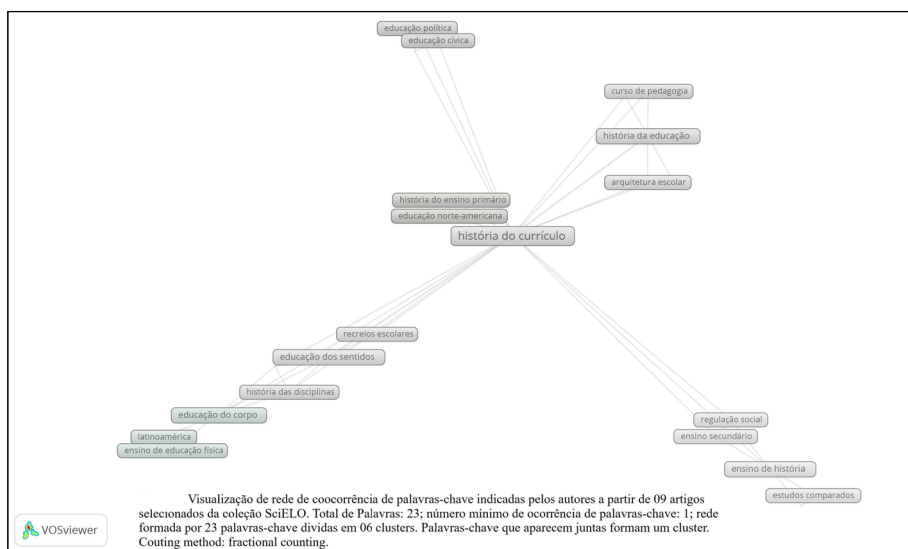 educação política
educação cívica
curso de pedagogia
história da educação
arquitetura escolar
história do ensino primário
educação norte-americana
história do currículo
recreios escolares
educação dos sentidos
história das disciplinas
educação do corpo
latinoamérica
ensino de educação física
regulação social
ensino secundário
ensino de história
estudos comparados
Visualização de rede de coocorrência de palavras-chave indicadas pelos autores a partir de 09 artigos
selecionados da coleção SciELO. Total de Palavras: 23; número mínimo de ocorrência de palavras-chave: 1; rede
formada por 23 palavras-chave dividas em 06 clusters. Palavras-chave que aparecem juntas formam um cluster.
Couting method: fractional counting.
VOSviewer